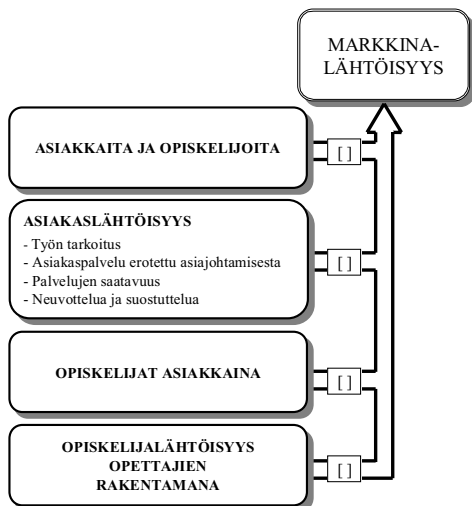 MARKKINA-
LÄHTÖISYYS
ASIAKKAITA JA OPISKELIJOITA
[ ]
ASIAKASLÄHTÖISYYS
- Työn tarkoitus
- Asiakaspalvelu erotettu asiajohtamisesta
- Palvelujen saatavuus
- Neuvottelua ja suostuttelua
[ ]
OPISKELIJAT ASIAKKAINA
[ ]
OPISKELIJALÄHTÖISYYS
OPETTAJIEN
RAKENTAMANA
[ ]